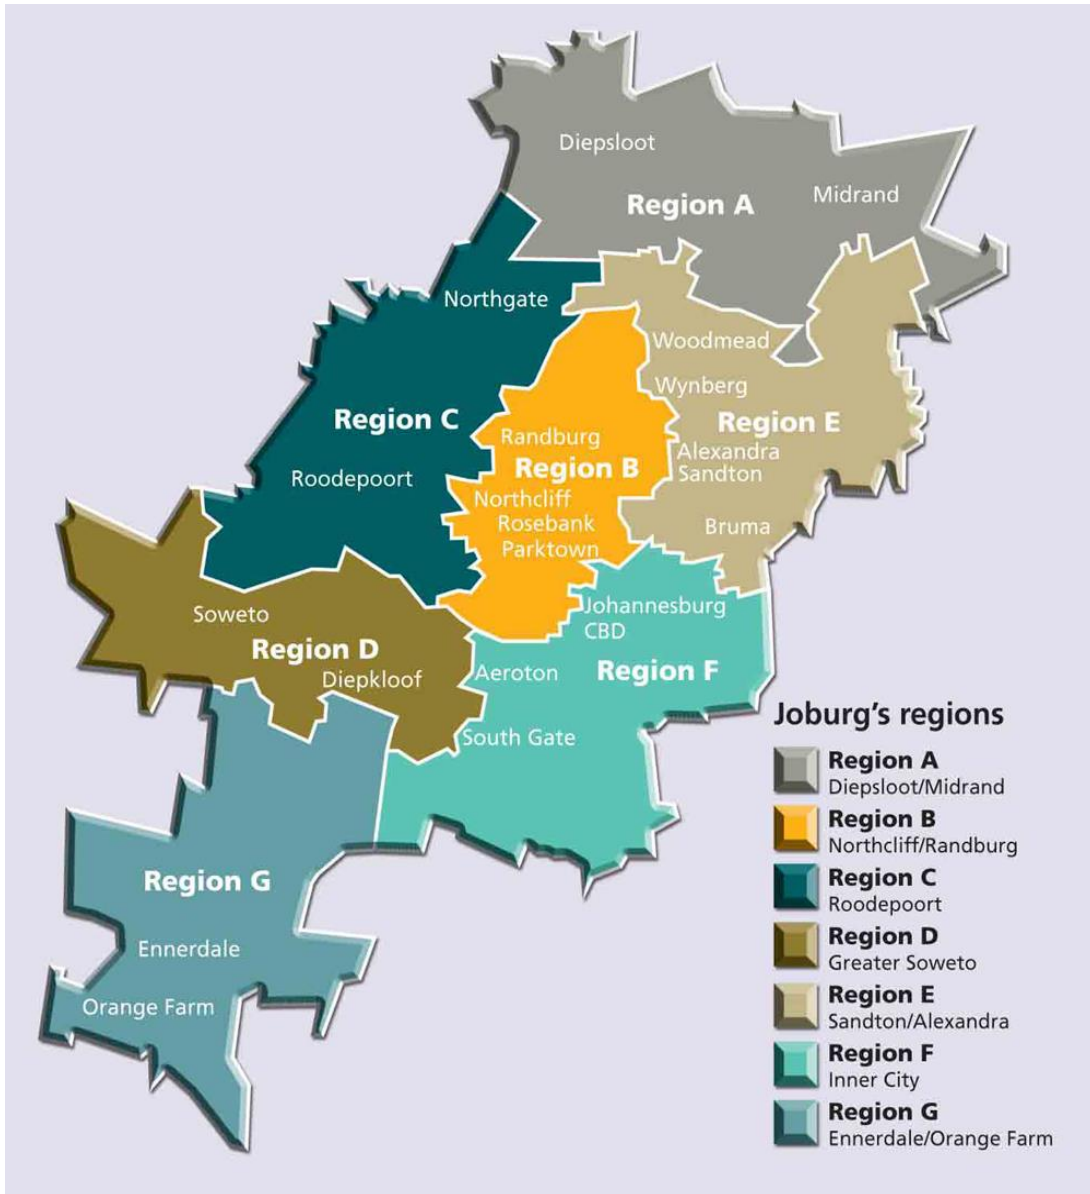 Diepsloot
Midrand
Region A
Northgate
Woodmead
Wynberg
Region C
Region E
Randburg
Alexandra
Region B
Sandton
Roodepoort
Northcliff
Rosebank
Bruma
Parktown
Soweto
Johannesburg
CBD
Region D
Diepkloof
Aeroton
Region F
South Gate
Region G
Ennerdale
Orange Farm
Joburg's regions
Region A
Diepsloot/Midrand
Region B
Northcliff/Randburg
Region C
Roodepoort
Region D
Greater Soweto
Region E
Sandton/Alexandra
Region F
Inner City
Region G
Ennerdale/Orange Farm